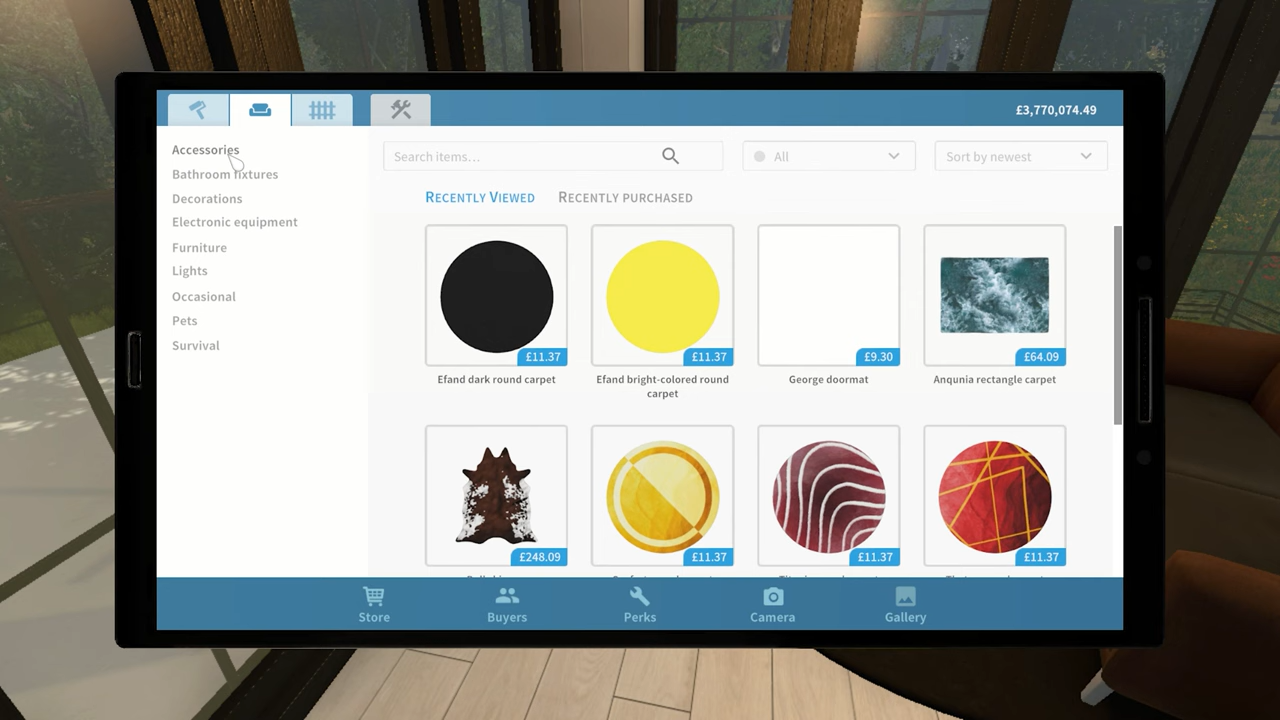 £3,770,074.49
Accessories
Bathroom fixtures
Decorations
Electronic equipment
Furniture
Lights
Occasional
Pets
Survival
Search items...
All
Sort by newest
RECENTLY VIEWED
RECENTLY PURCHASED
£11.37
£11.37
£9.30
£64.09
Efand dark round carpet
Efand bright-colored round
carpet
George doormat
Anqunia rectangle carpet
£248.09
£11.37
£11.37
£11.37
Store
Buyers
Perks
Camera
Gallery